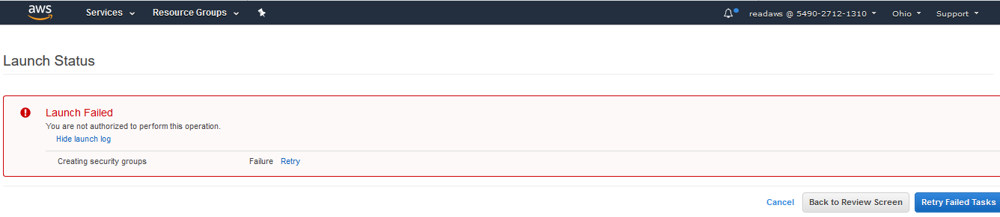 aws Services Resource Groups readaws @ 5490-2712-1310 Ohio Support
Launch Status
Launch Failed
You are not authorized to perform this operation.
Hide launch log
Creating security groups Failure Retry
Cancel Back to Review Screen Retry Failed Tasks